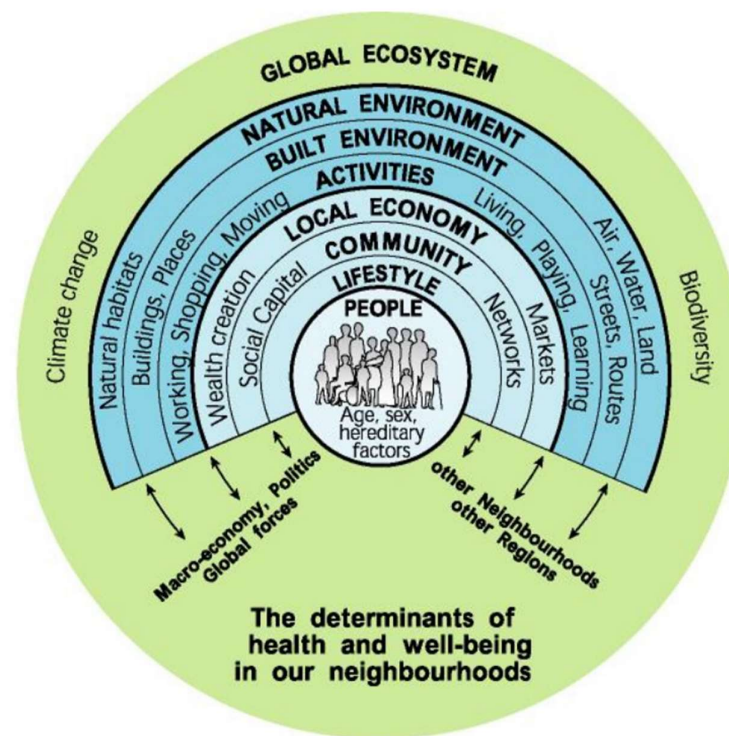 GLOBAL ECOSYSTEM
NATURAL ENVIRONMENT
BUILT ENVIRONMENT
ACTIVITIES
LOCAL ECONOMY
COMMUNITY
LIFESTYLE
PEOPLE
Age, sex,
hereditary
factors
Climate change
Natural habitats
Buildings, Places
Working, Shopping, Moving
Wealth creation
Social Capital
Networks
Markets
Living, Playing, Learning
Streets, Routes
Air, Water, Land
Biodiversity
Macro-economy, Politics
Global forces
other Neighbourhoods
other Regions
The determinants of
health and well-being
in our neighbourhoods